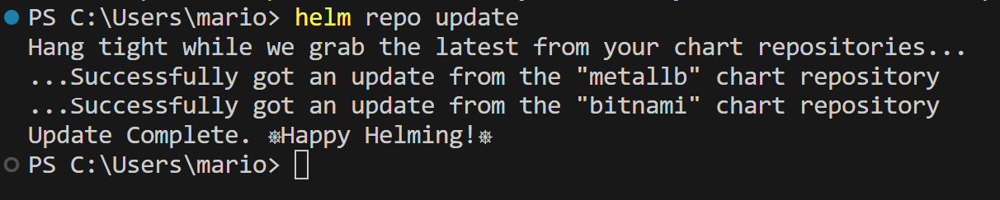 PS C:\Users\mario> helm repo update
Hang tight while we grab the latest from your chart repositories...
...Successfully got an update from the "metallb" chart repository
...Successfully got an update from the "bitnami" chart repository
Update Complete. ⎈Happy Helming!⎈
PS C:\Users\mario>